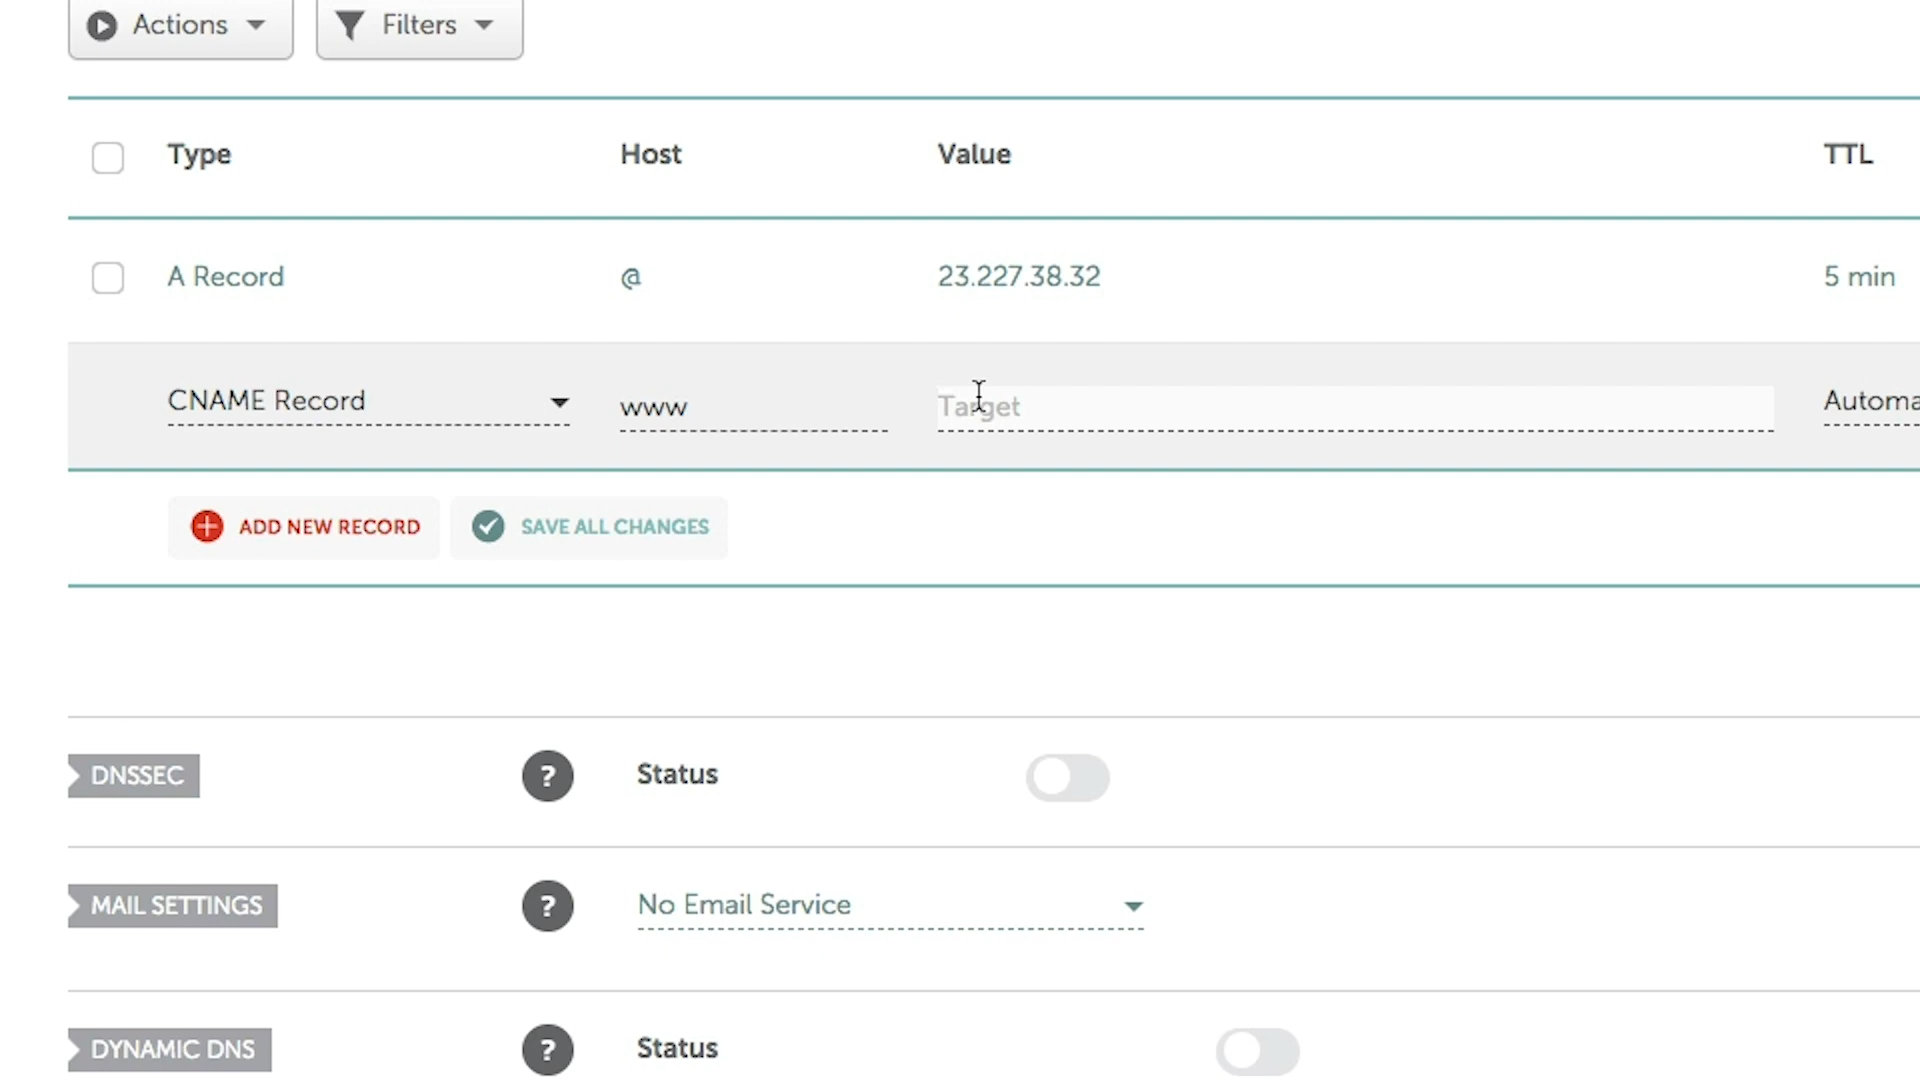 Actions Filters
Type Host Value TTL
A Record @ 23.227.38.32 5 min
CNAME Record www Target Automa
ADD NEW RECORD SAVE ALL CHANGES
DNSSEC ? Status
MAIL SETTINGS ? No Email Service
DYNAMIC DNS ? Status